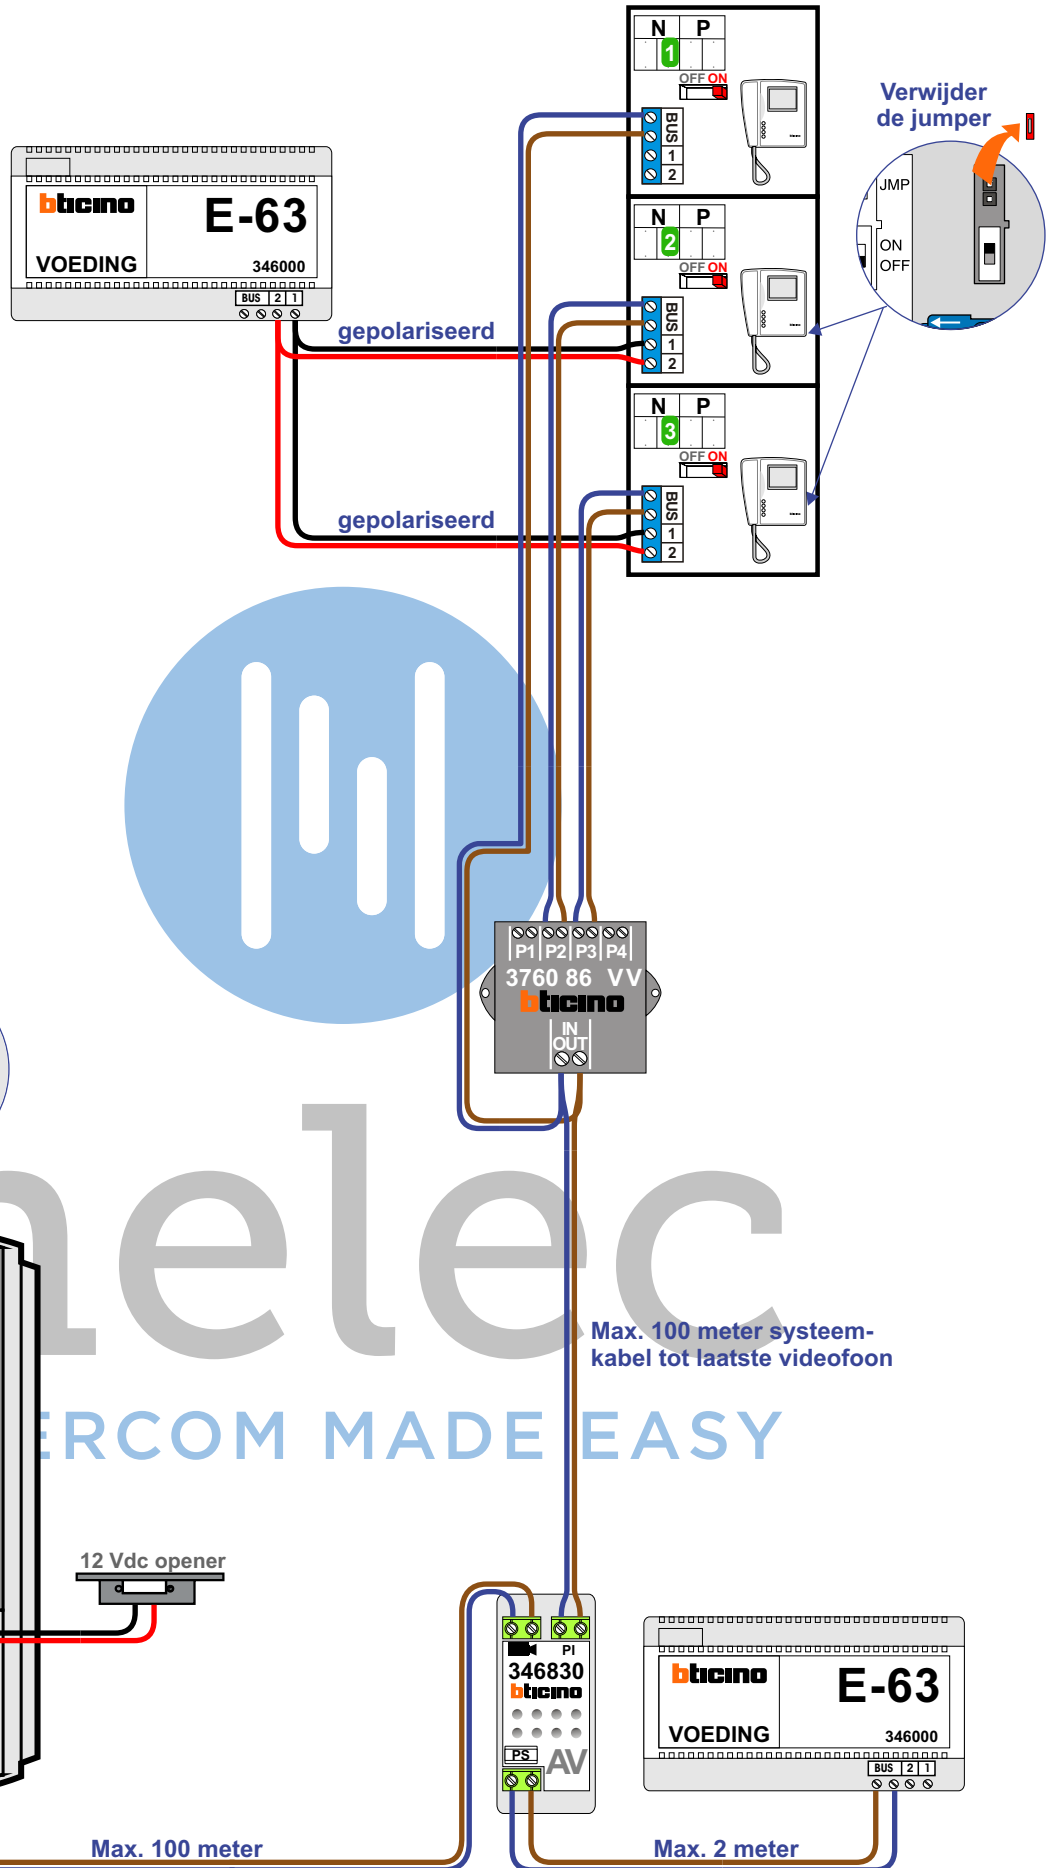 N P
1
OFF ON
BUS
1
2
Verwijder
de jumper
JMP
ON
OFF
bticino
E-63
VOEDING
346000
BUS 2 1
gepolariseerd
N P
2
OFF ON
BUS
1
2
N P
3
OFF ON
BUS
1
2
gepolariseerd
P1 P2 P3 P4
3760 86 VV
bticino
IN
OUT
nelec
Max. 100 meter systeem-
kabel tot laatste videofoon
ERCOM MADE EASY
12 Vdc opener
PI
346830
bticino
PS
AV
bticino
E-63
VOEDING
346000
BUS 2 1
Max. 100 meter
Max. 2 meter